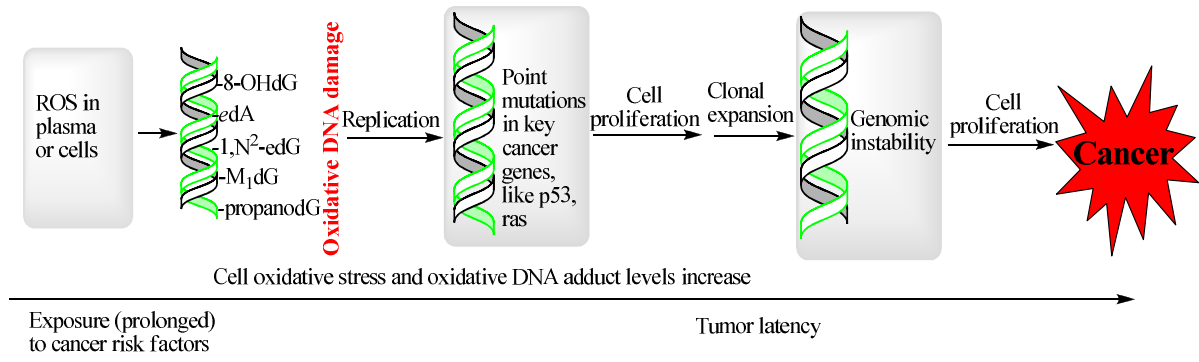 ROS in
plasma
or cells
-8-OHdG
-edA
-1,N²-edG
-M₁dG
-propanodG
Oxidative DNA damage
Replication
Point
mutations
in key
cancer
genes,
like p53,
ras
Cell
proliferation
Clonal
expansion
Genomic
instability
Cell
proliferation
Cancer
Cell oxidative stress and oxidative DNA adduct levels increase
Exposure (prolonged)
to cancer risk factors
Tumor latency